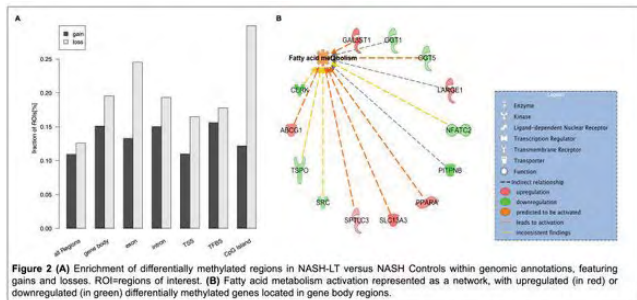 A
B
gain
loss
fraction of ROIs[%]
0.30
0.25
0.20
0.15
0.10
0.05
0.00
all Regions
gene body
exon
intron
TSS
TFBS
CpG Island
Fatty acid metabolism
GAL3ST1
GOT1
COT5
LARGE1
NFATC2
PITPNB
PPARA
SLC13A3
SPTLC3
SRC
TSPO
ABCG1
CERK
Enzyme
Kinase
Ligand-dependent Nuclear Receptor
Transcription Regulator
Transmembrane Receptor
Transporter
Function
Indirect relationship
upregulation
downregulation
predicted to be activated
leads to activation
inconsistent findings
Figure 2 (A) Enrichment of differentially methylated regions in NASH-LT versus NASH Controls within genomic annotations, featuring
gains and losses. ROI=regions of interest. (B) Fatty acid metabolism activation represented as a network, with upregulated (in red) or
downregulated (in green) differentially methylated genes located in gene body regions.